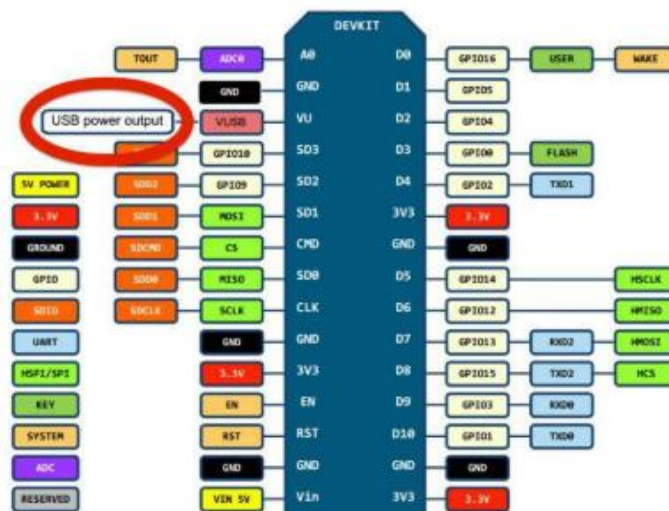 DEVKIT
TOUT ADC0 A0 D0 GPIO16 USER WAKE
GND GND D1 GPIO5
USB power output VUSB VU D2 GPIO4
GPIO10 SD3 D3 GPIO0 FLASH
5V POWER SDD2 GPIO9 SD2 D4 GPIO2 TXD1
3.3V SDD1 MOSI SD1 3V3 3.3V
GROUND SDCMD CS CMD GND GND
GPIO SDD0 MISO SD0 D5 GPIO14 HSCLK
SDIO SDCLK SCLK CLK D6 GPIO12 HMISO
UART GND GND D7 GPIO13 RXD2 HMOSI
HSPI/SPI 3.3V 3V3 D8 GPIO15 TXD2 HCS
KEY EN EN D9 GPIO3 RXD0
SYSTEM RST RST D10 GPIO1 TXD0
ADC GND GND GND GND
RESERVED VIN 5V Vin 3V3 3.3V